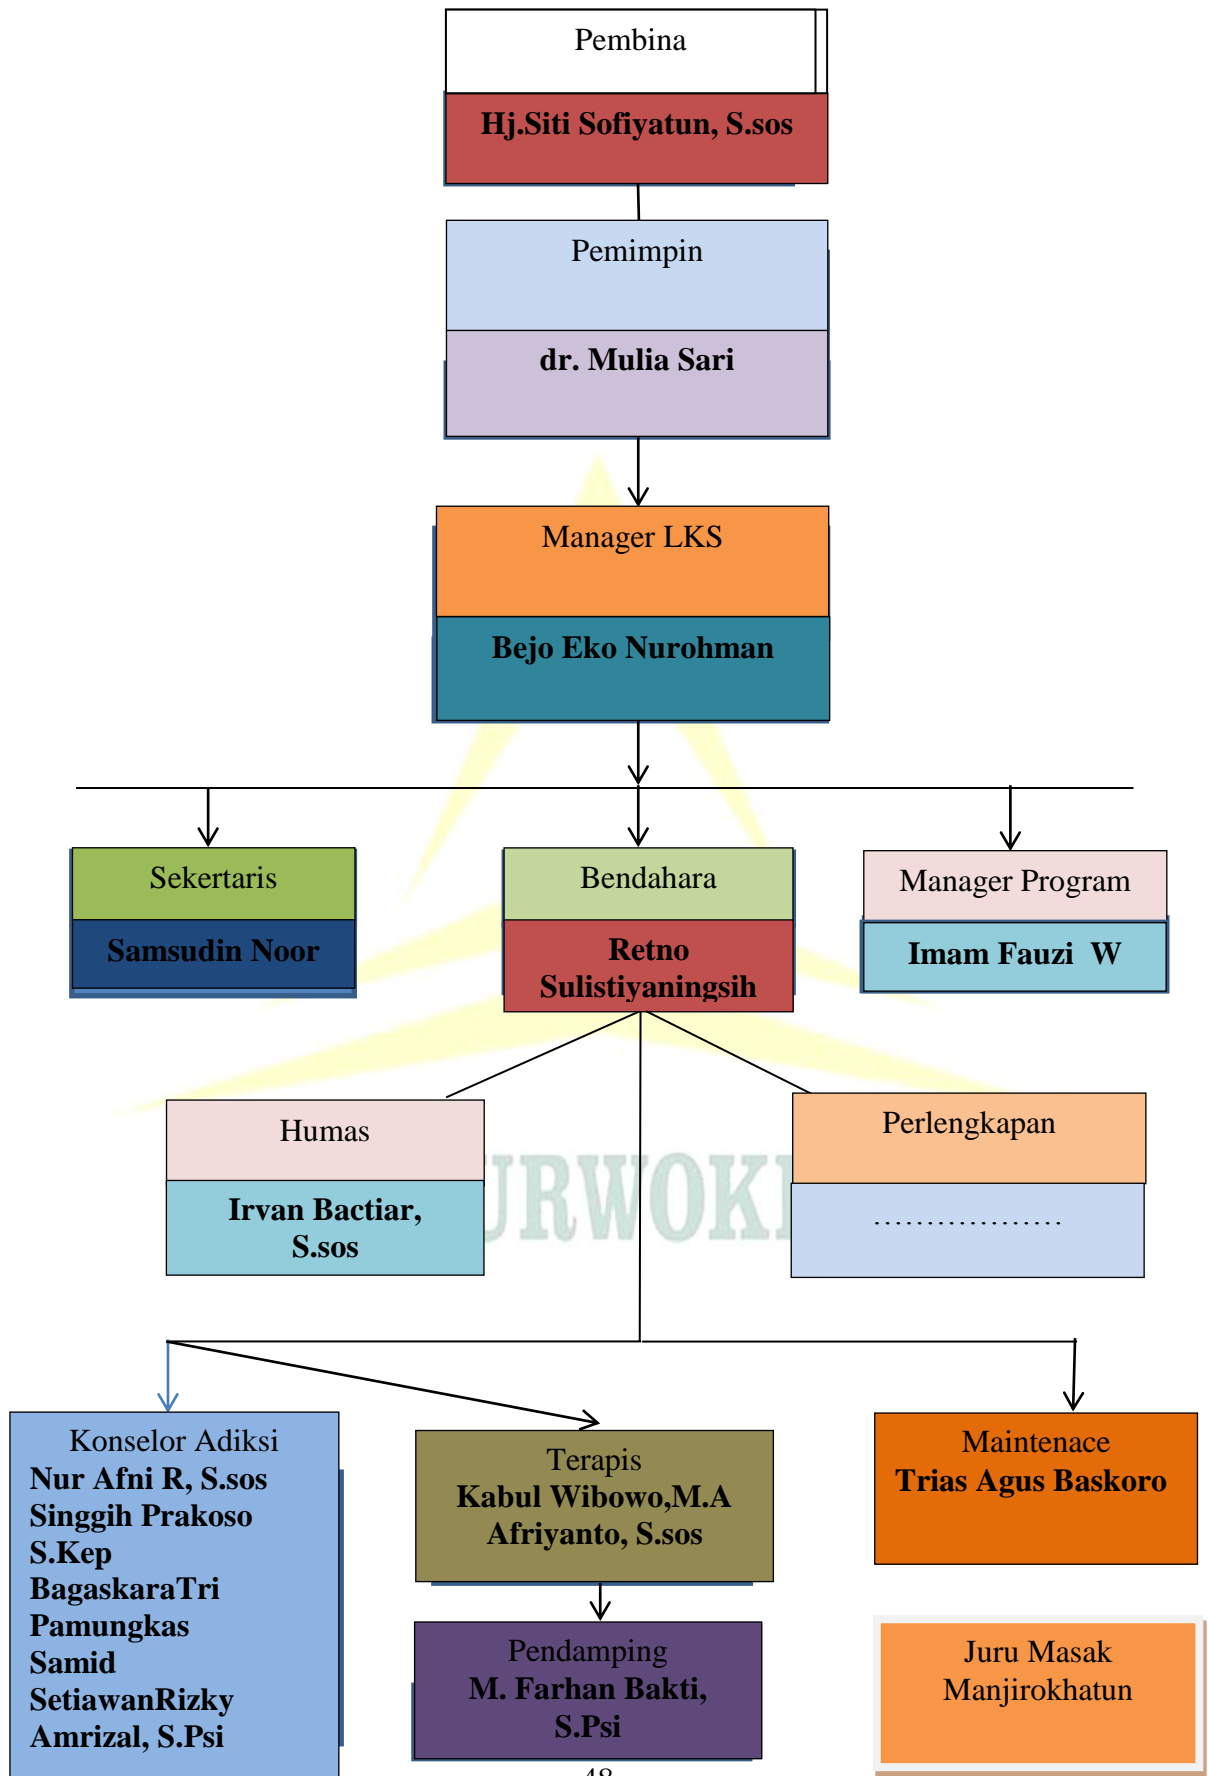 Pembina
Hj.Siti Sofiyatun, S.sos
Pemimpin
dr. Mulia Sari
Manager LKS
Bejo Eko Nurohman
Sekertaris
Samsudin Noor
Bendahara
Retno
Sulistiyaningsih
Manager Program
Imam Fauzi W
Humas
Irvan Bactiar,
S.sos
Perlengkapan
………………
URWOK
Konselor Adiksi
Nur Afni R, S.sos
Singgih Prakoso
S.Kep
BagaskaraTri
Pamungkas
Samid
SetiawanRizky
Amrizal, S.Psi
Terapis
Kabul Wibowo,M.A
Afriyanto, S.sos
Pendamping
M. Farhan Bakti,
S.Psi
Maintenace
Trias Agus Baskoro
Juru Masak
Manjirokhatun
48